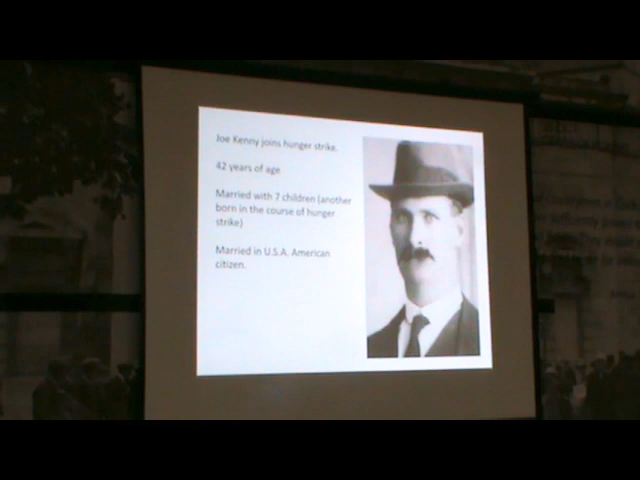 Joe Kenny joins hunger strike.
42 years of age
Married with 7 children (another
born in the course of hunger
strike)
Married in U.S.A. American
citizen.